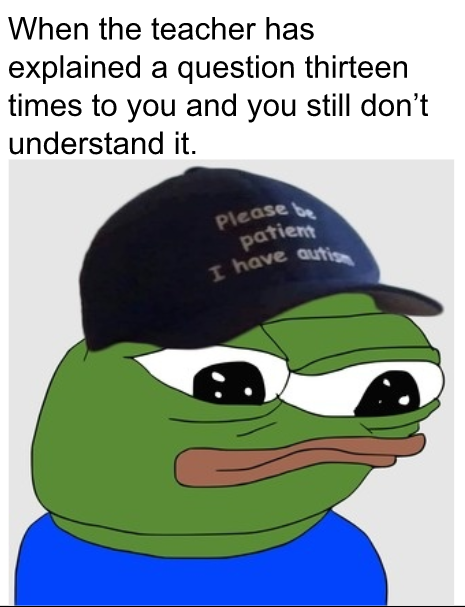 When the teacher has
explained a question thirteen
times to you and you still don’t
understand it.
Please be
patient
I have autism